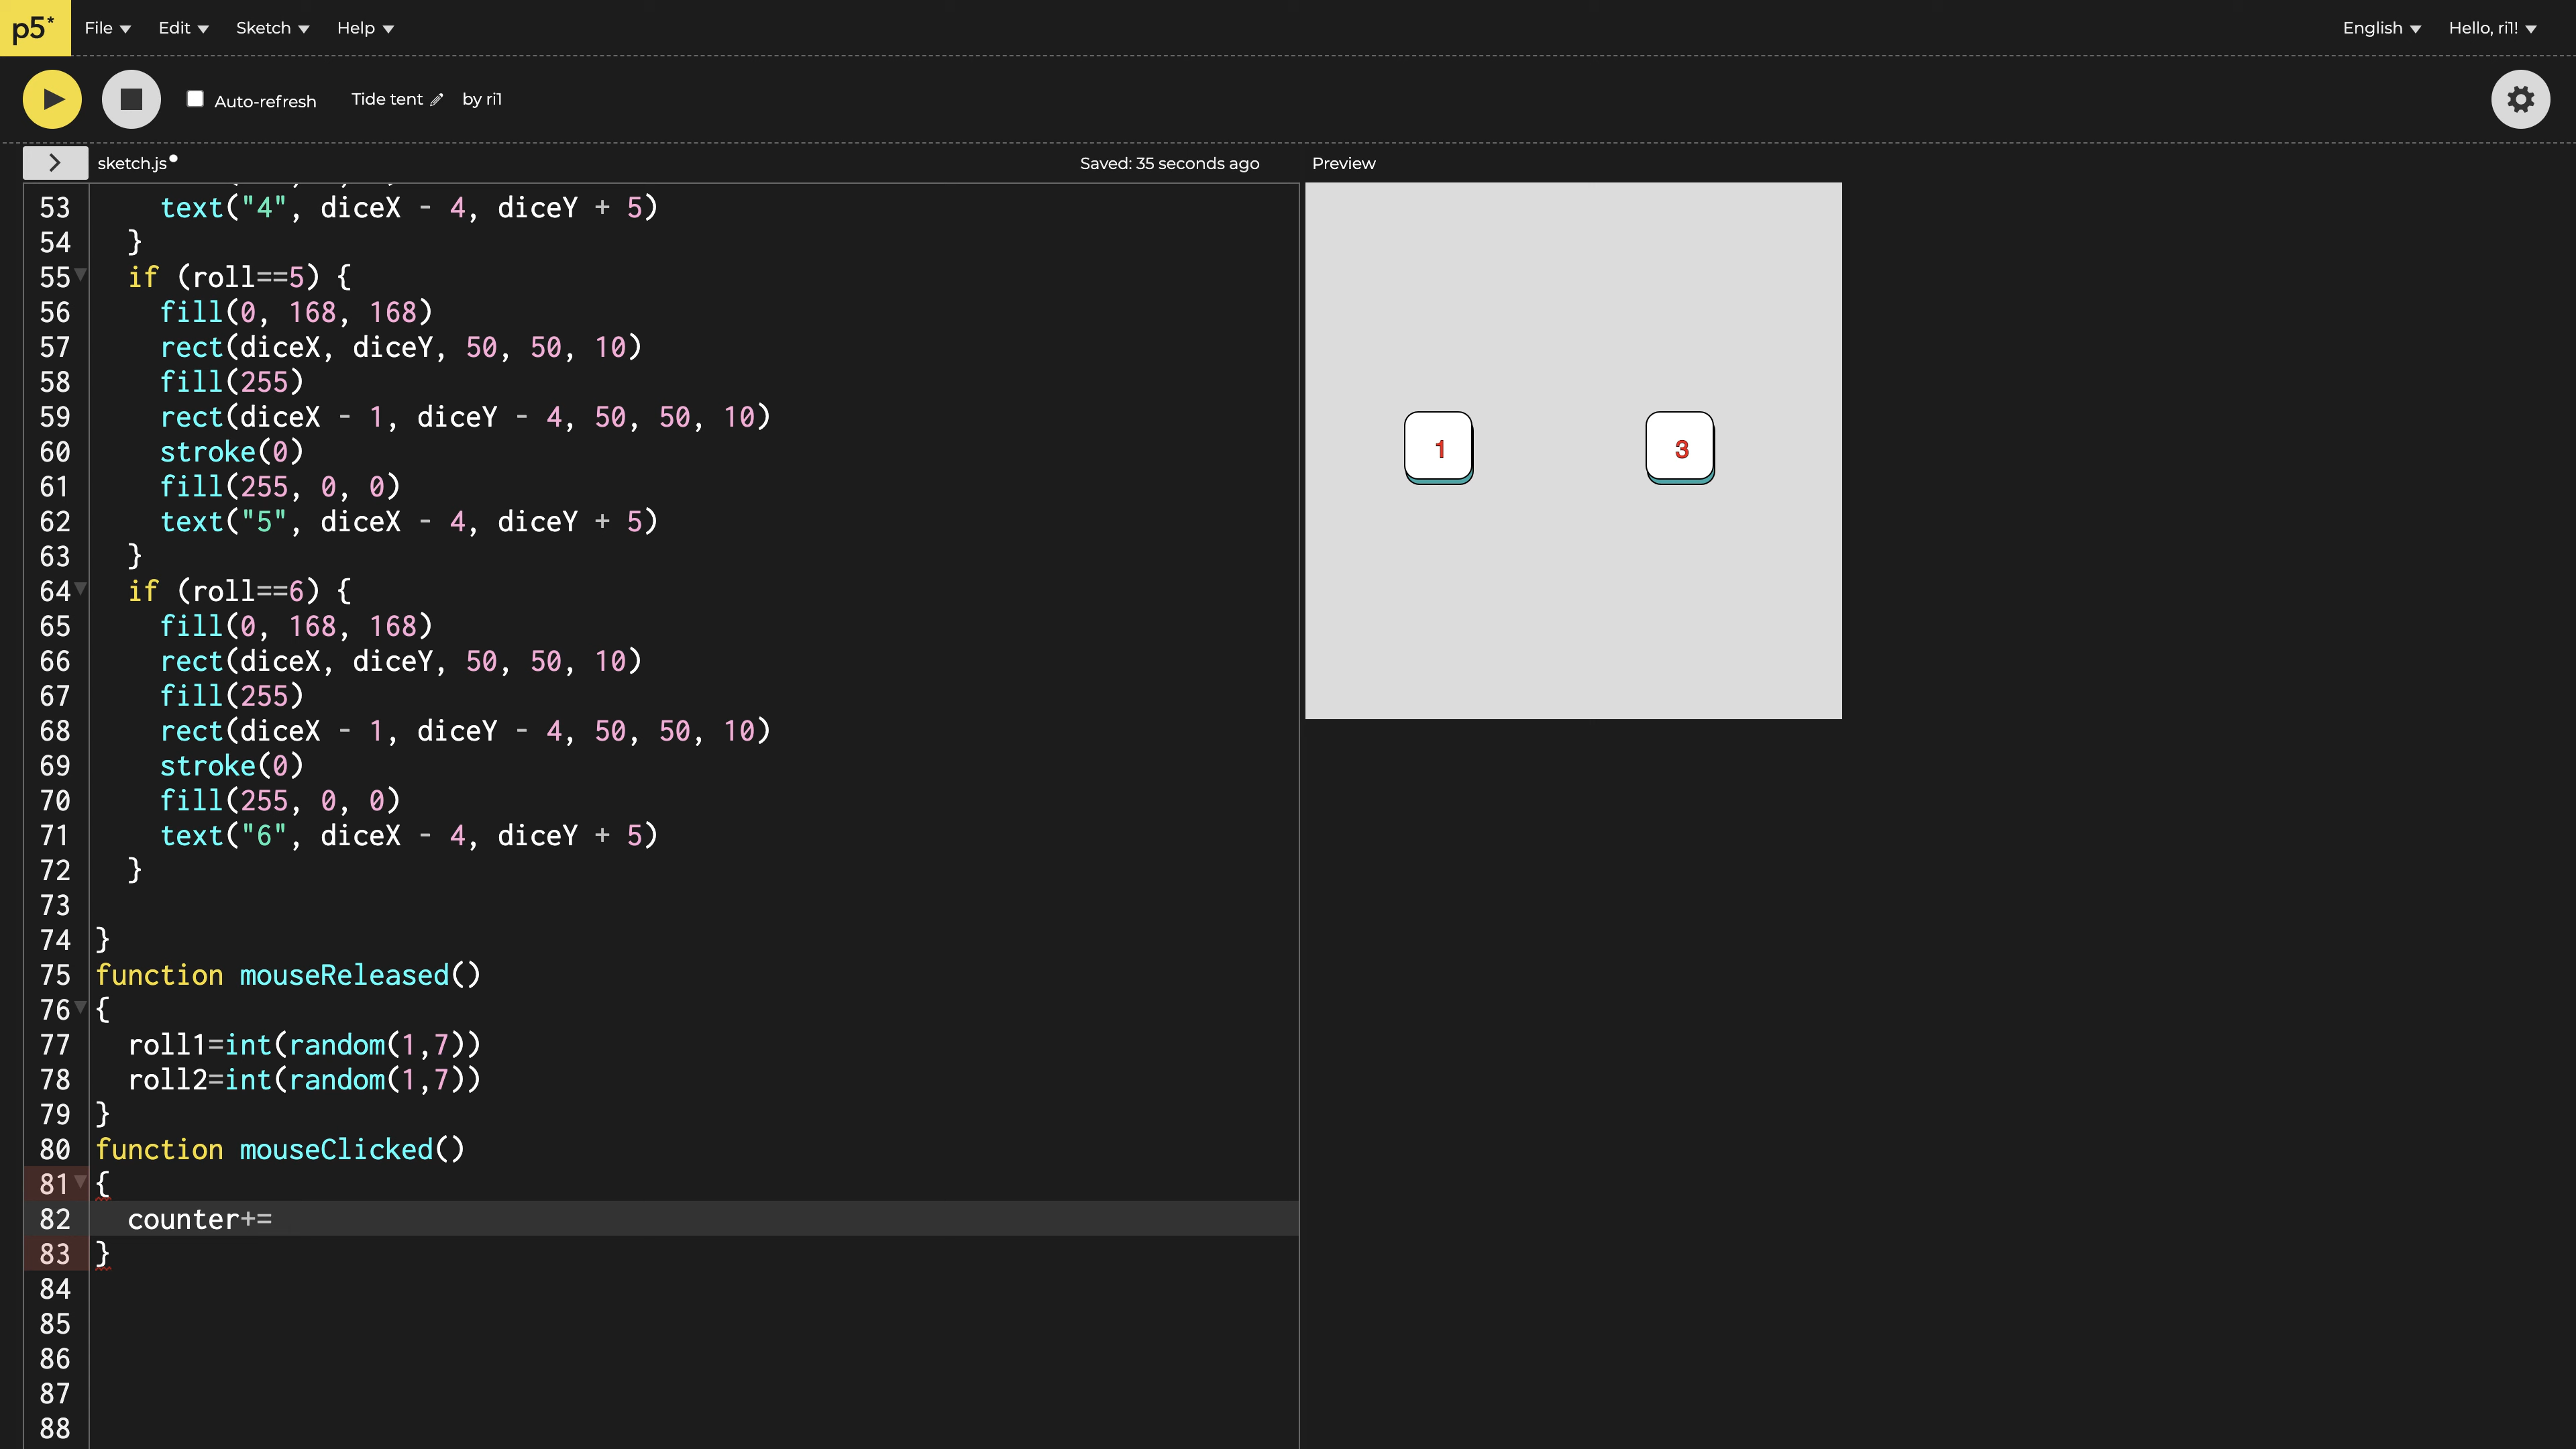 p5* File Edit Sketch Help English Hello, ri1!
Auto-refresh Tide tent by ri1
> sketch.js Saved: 35 seconds ago Preview
53 text("4", diceX - 4, diceY + 5)
54 }
55 if (roll==5) {
56 fill(0, 168, 168)
57 rect(diceX, diceY, 50, 50, 10)
58 fill(255)
59 rect(diceX - 1, diceY - 4, 50, 50, 10)
60 stroke(0)
61 fill(255, 0, 0)
62 text("5", diceX - 4, diceY + 5)
63 }
64 if (roll==6) {
65 fill(0, 168, 168)
66 rect(diceX, diceY, 50, 50, 10)
67 fill(255)
68 rect(diceX - 1, diceY - 4, 50, 50, 10)
69 stroke(0)
70 fill(255, 0, 0)
71 text("6", diceX - 4, diceY + 5)
72 }
73
74 }
75 function mouseReleased()
76 {
77 roll1=int(random(1,7))
78 roll2=int(random(1,7))
79 }
80 function mouseClicked()
81 {
82 counter+=
83 }
84
85
86
87
88
1 3